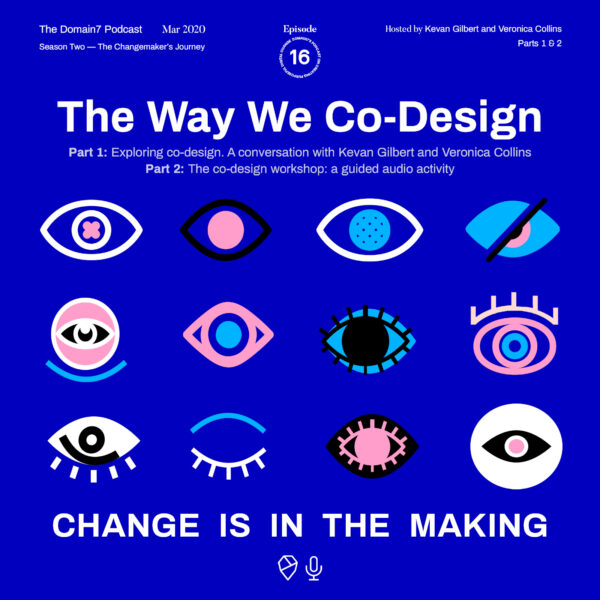 The Domain7 Podcast Mar 2020
Season Two — The Changemaker's Journey
Episode
16
Hosted by Kevan Gilbert and Veronica Collins
Parts 1 & 2
The Way We Co-Design
Part 1: Exploring co-design. A conversation with Kevan Gilbert and Veronica Collins
Part 2: The co-design workshop: a guided audio activity
CHANGE IS IN THE MAKING